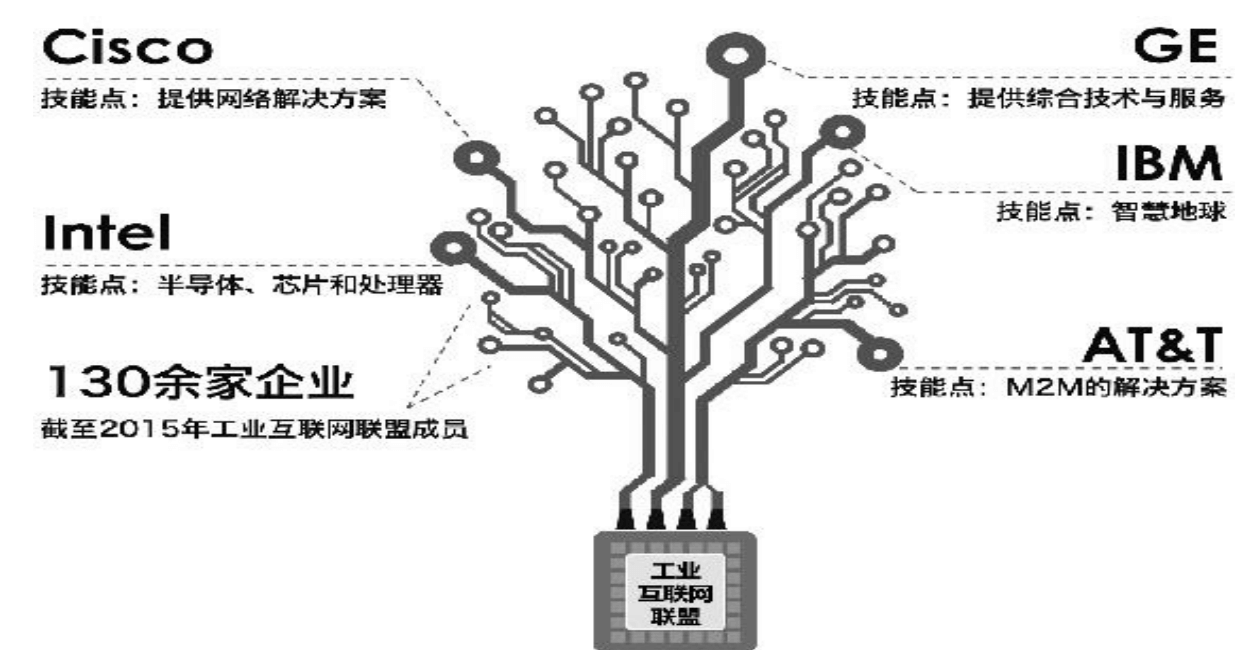 Cisco
技能点：提供网络解决方案
Intel
技能点：半导体、芯片和处理器
130余家企业
截至2015年工业互联网联盟成员
GE
技能点：提供综合技术与服务
IBM
技能点：智慧地球
AT&T
技能点：M2M的解决方案
工业
互联网
联盟